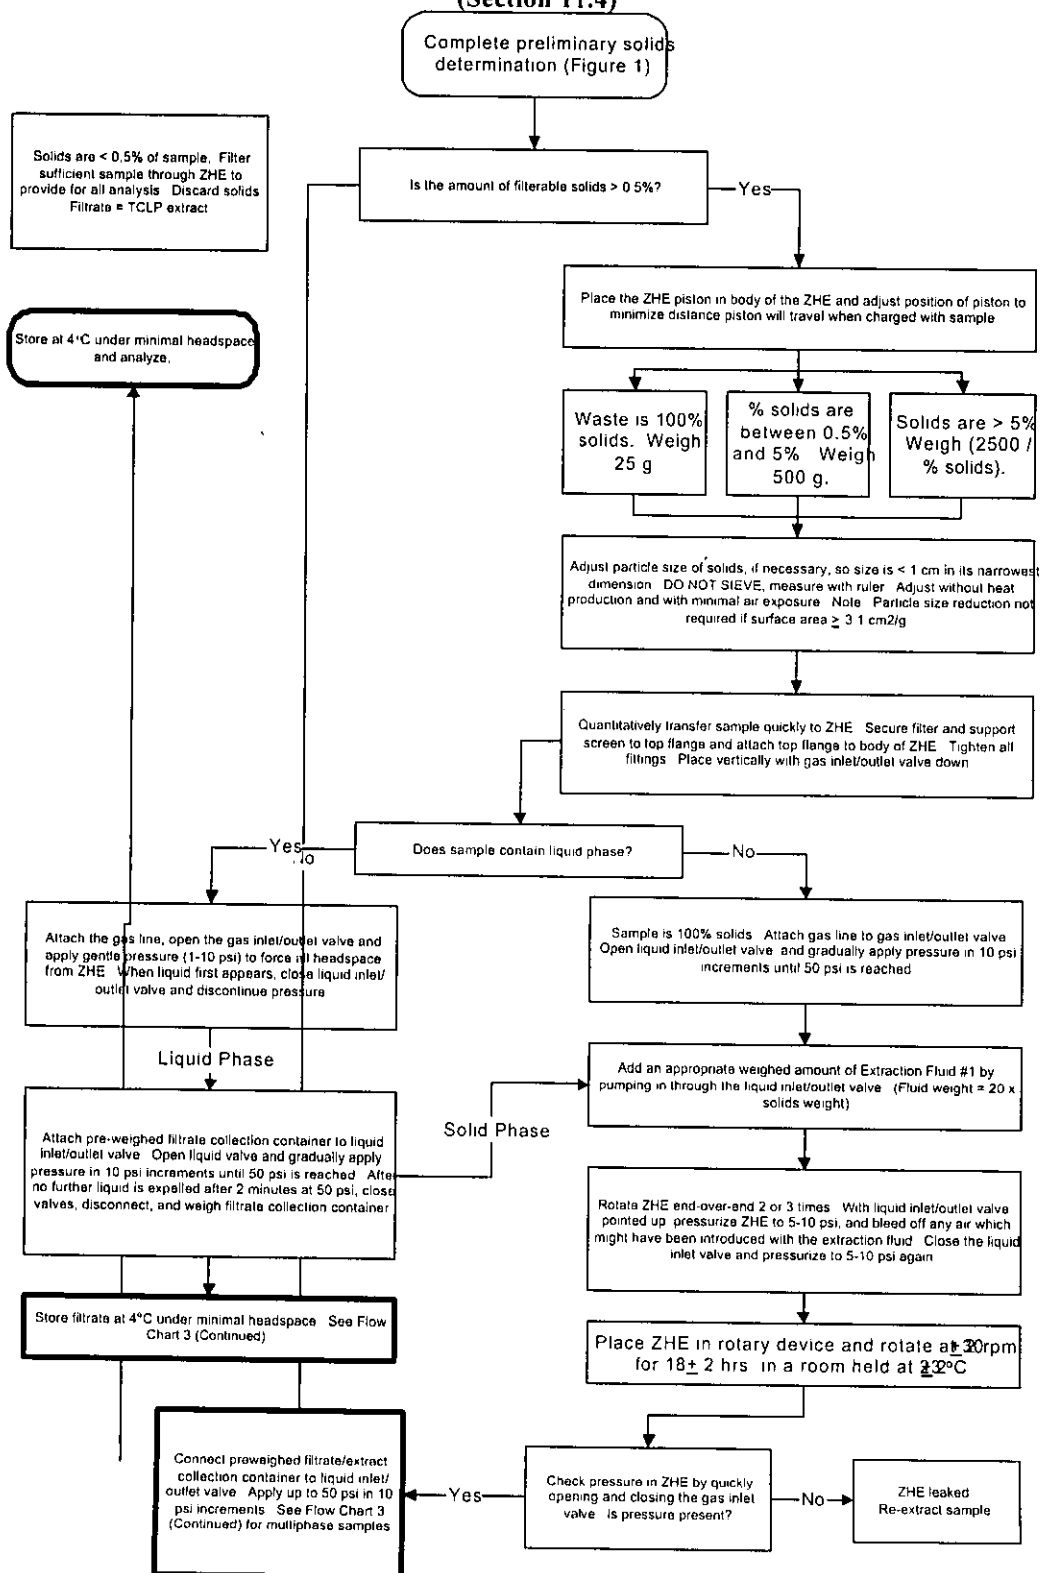 (Section 11.4)
Complete preliminary solids
determination (Figure 1)
Solids are < 0.5% of sample. Filter
sufficient sample through ZHE to
provide for all analysis Discard solids
Filtrate = TCLP extract
Is the amount of filterable solids > 0 5%?
Yes
Place the ZHE piston in body of the ZHE and adjust position of piston to
minimize distance piston will travel when charged with sample
Store at 4°C under minimal headspace
and analyze.
Waste is 100%
solids. Weigh
25 g
% solids are
between 0.5%
and 5% Weigh
500 g.
Solids are > 5%
Weigh (2500 /
% solids).
Adjust particle size of solids, if necessary, so size is < 1 cm in its narrowest
dimension DO NOT SIEVE, measure with ruler Adjust without heat
production and with minimal air exposure Note Particle size reduction not
required if surface area ≥ 3 1 cm2/g
Quantitatively transfer sample quickly to ZHE Secure filter and support
screen to top flange and attach top flange to body of ZHE Tighten all
fittings Place vertically with gas inlet/outlet valve down
Does sample contain liquid phase?
Yes
No
No
Attach the gas line, open the gas inlet/outlet valve and
apply gentle pressure (1-10 psi) to force all headspace
from ZHE When liquid first appears, close liquid inlet/
outlet valve and discontinue pressure
Sample is 100% solids Attach gas line to gas inlet/outlet valve
Open liquid inlet/outlet valve and gradually apply pressure in 10 psi
increments until 50 psi is reached
Liquid Phase
Add an appropriate weighed amount of Extraction Fluid #1 by
pumping in through the liquid inlet/outlet valve (Fluid weight = 20 x
solids weight)
Attach pre-weighed filtrate collection container to liquid
inlet/outlet valve Open liquid valve and gradually apply
pressure in 10 psi increments until 50 psi is reached After
no further liquid is expelled after 2 minutes at 50 psi, close
valves, disconnect, and weigh filtrate collection container
Solid Phase
Rotate ZHE end-over-end 2 or 3 times With liquid inlet/outlet valve
pointed up pressurize ZHE to 5-10 psi, and bleed off any air which
might have been introduced with the extraction fluid Close the liquid
inlet valve and pressurize to 5-10 psi again
Store filtrate at 4°C under minimal headspace See Flow
Chart 3 (Continued)
Place ZHE in rotary device and rotate at rpm
for 18± 2 hrs in a room held at °C
Connect preweighed filtrate/extract
collection container to liquid inlet/
outlet valve Apply up to 50 psi in 10
psi increments See Flow Chart 3
(Continued) for multiphase samples
Yes
Check pressure in ZHE by quickly
opening and closing the gas inlet
valve Is pressure present?
No
ZHE leaked
Re-extract sample